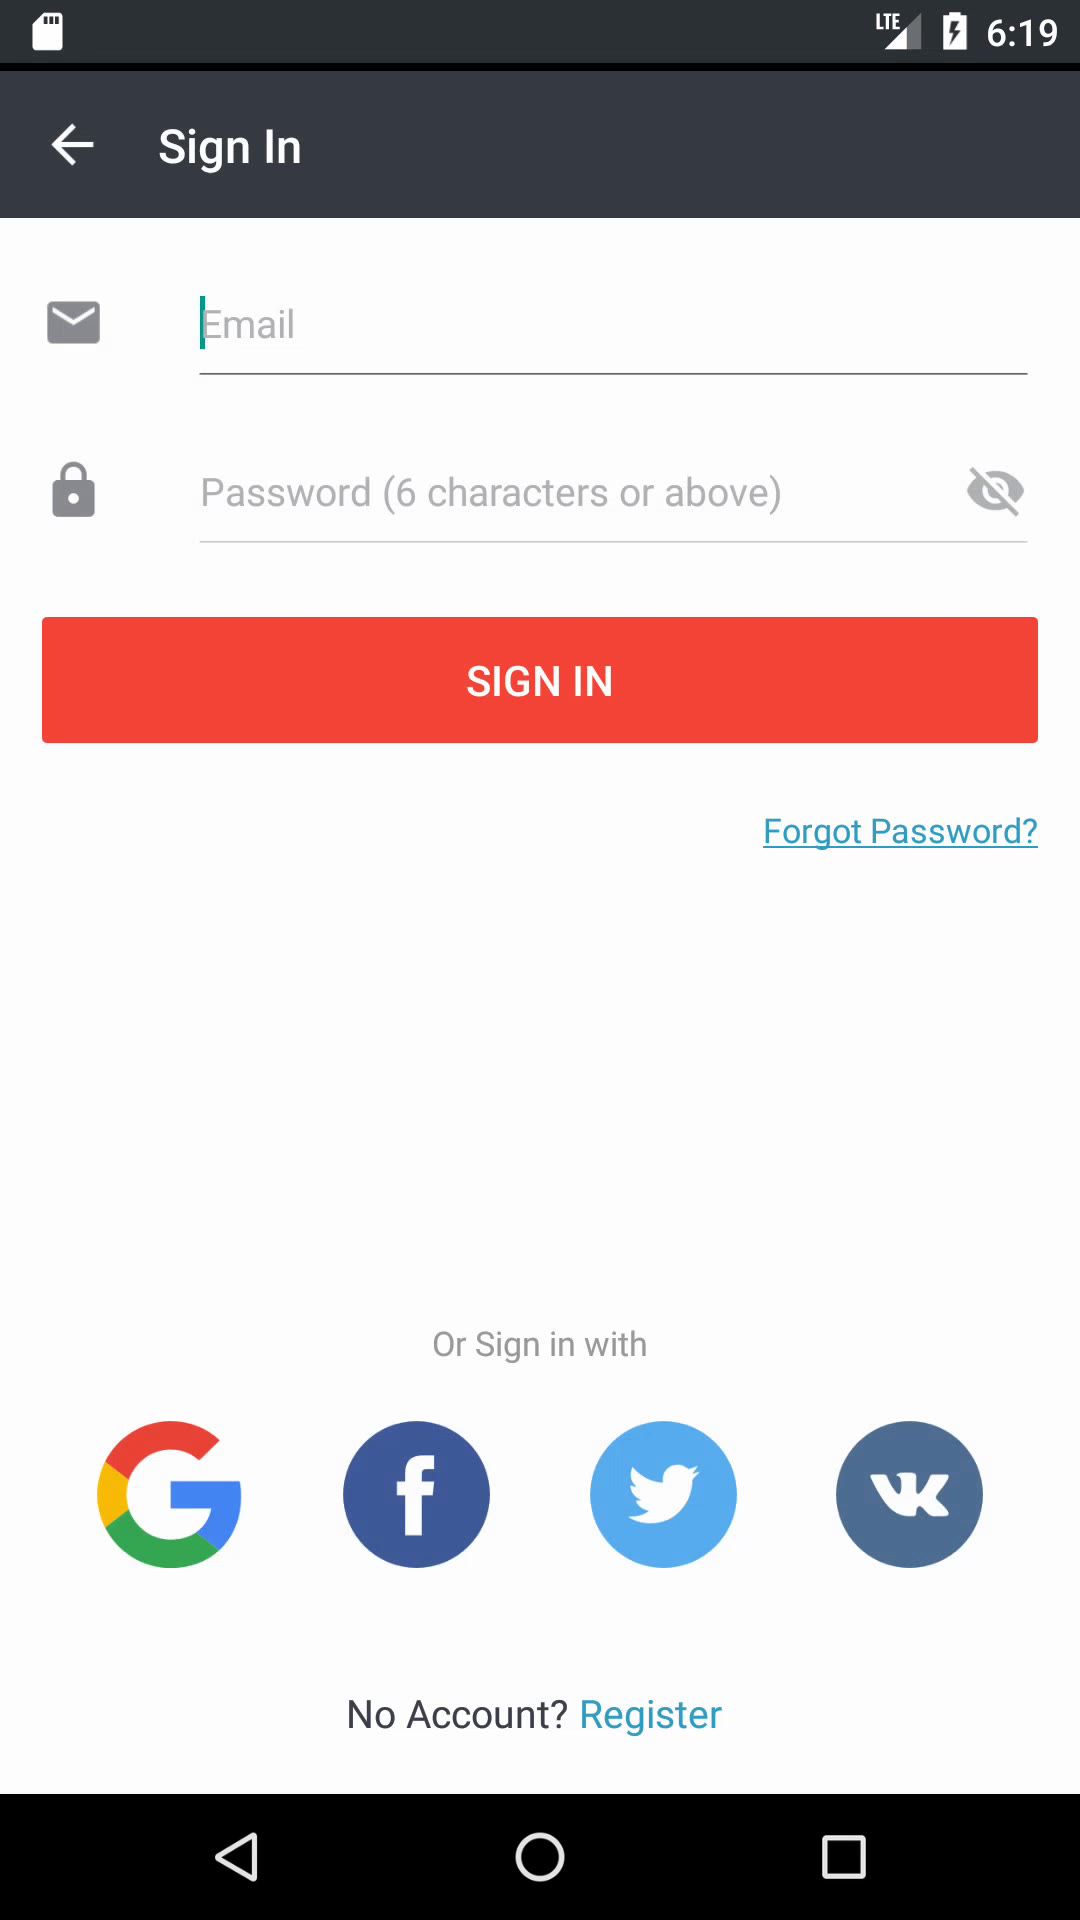 LTE 6:19
Sign In
Email
Password (6 characters or above)
SIGN IN
Forgot Password?
Or Sign in with
No Account? Register